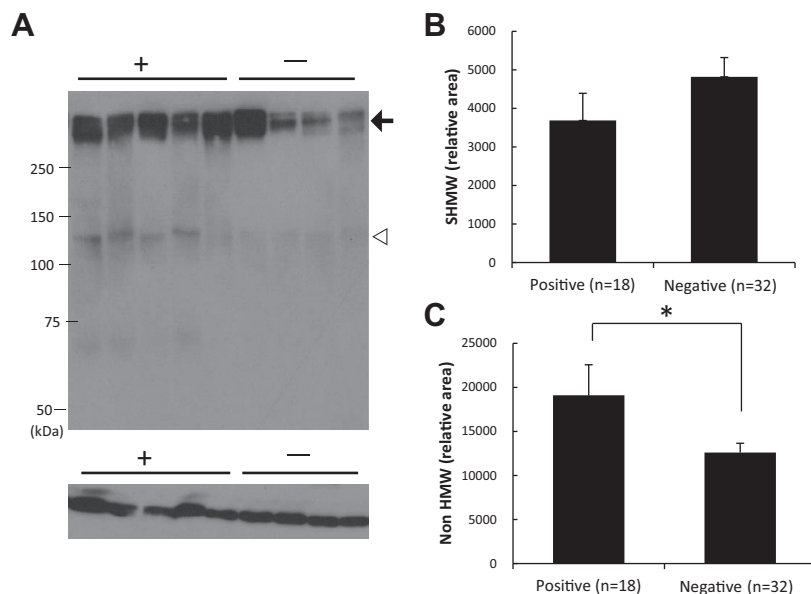 A
+ —
250
150
100
75
50
(kDa)
+ —
B
SHMW (relative area)
6000
5000
4000
3000
2000
1000
0
Positive (n=18) Negative (n=32)
C
*
Non HMW (relative area)
25000
20000
15000
10000
5000
0
Positive (n=18) Negative (n=32)